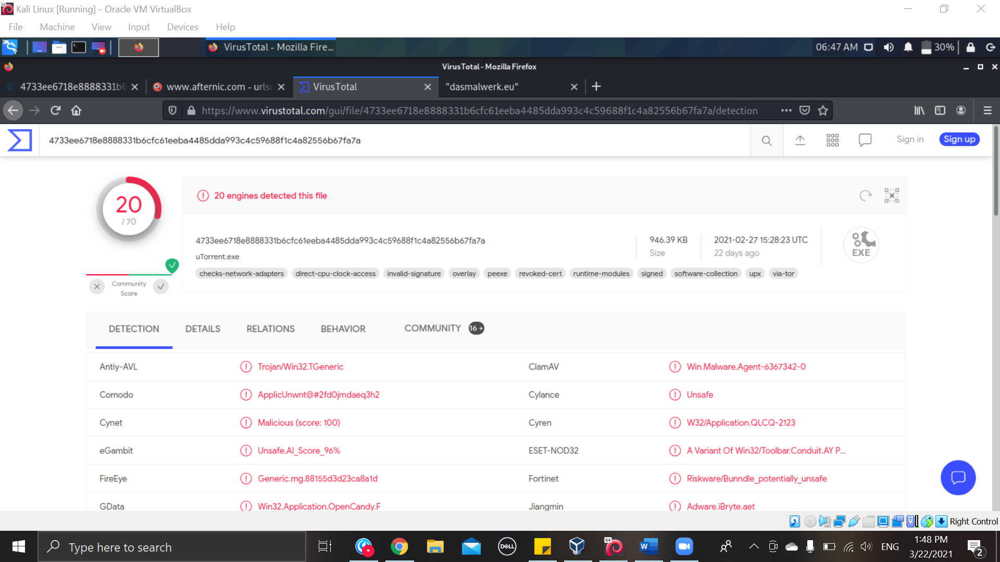 Kali Linux [Running] - Oracle VM VirtualBox
File Machine View Input Devices Help
VirusTotal - Mozilla Fire...
06:47 AM 30%
VirusTotal - Mozilla Firefox
4733ee6718e8888331b6 www.afternic.com - urlsc VirusTotal "dasmalwerk.eu"
https://www.virustotal.com/gui/file/4733ee6718e8888331b6cfc61eeba4485dda993c4c59688f1c4a82556b67fa7a/detection
4733ee6718e8888331b6cfc61eeba4485dda993c4c59688f1c4a82556b67fa7a
Sign in Sign up
20
/ 70
20 engines detected this file
4733ee6718e8888331b6cfc61eeba4485dda993c4c59688f1c4a82556b67fa7a
uTorrent.exe
946.39 KB
Size
2021-02-27 15:28:23 UTC
22 days ago
EXE
checks-network-adapters direct-cpu-clock-access invalid-signature overlay peexe revoked-cert runtime-modules signed software-collection upx via-tor
Community
Score
DETECTION DETAILS RELATIONS BEHAVIOR COMMUNITY 16 +
Antiy-AVL Trojan/Win32.TGeneric ClamAV Win.Malware.Agent-6367342-0
Comodo ApplicUnwnt@#2fd0jmdaeq3h2 Cylance Unsafe
Cynet Malicious (score: 100) Cyren W32/Application.QLCQ-2123
eGambit Unsafe.AI_Score_96% ESET-NOD32 A Variant Of Win32/Toolbar.Conduit.AY P...
FireEye Generic.mg.88155d3d23ca8a1d Fortinet Riskware/Bunndle_potentially_unsafe
GData Win32.Application.OpenCandy.F Jiangmin Adware.iBryte.aet
Right Control
Type here to search
DELL
64
W
ENG
1:48 PM
3/22/2021
2